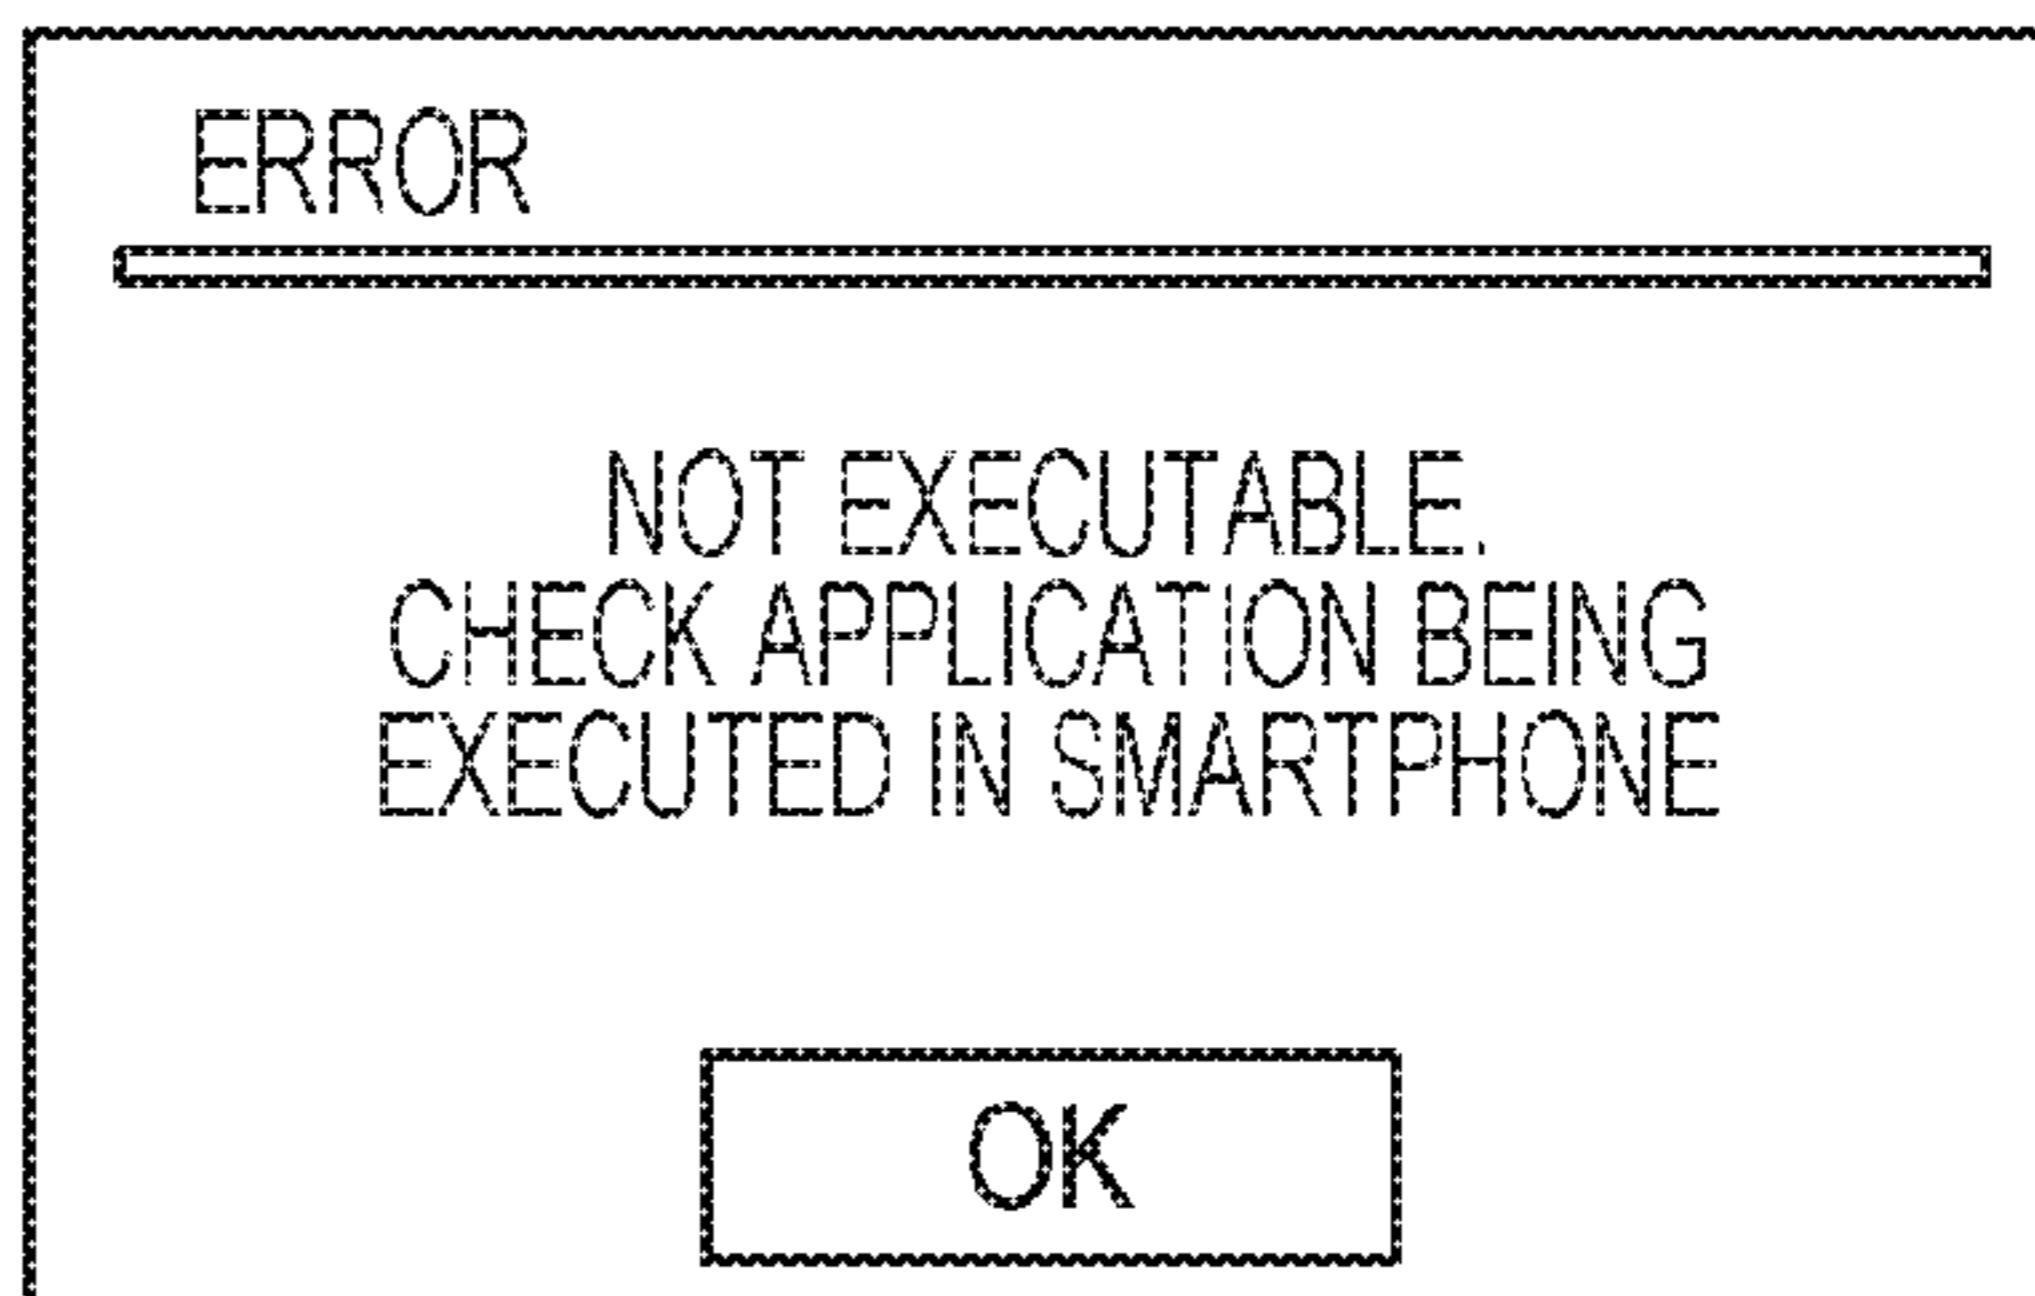 ERROR
NOT EXECUTABLE.
CHECK APPLICATION BEING
EXECUTED IN SMARTPHONE
OK